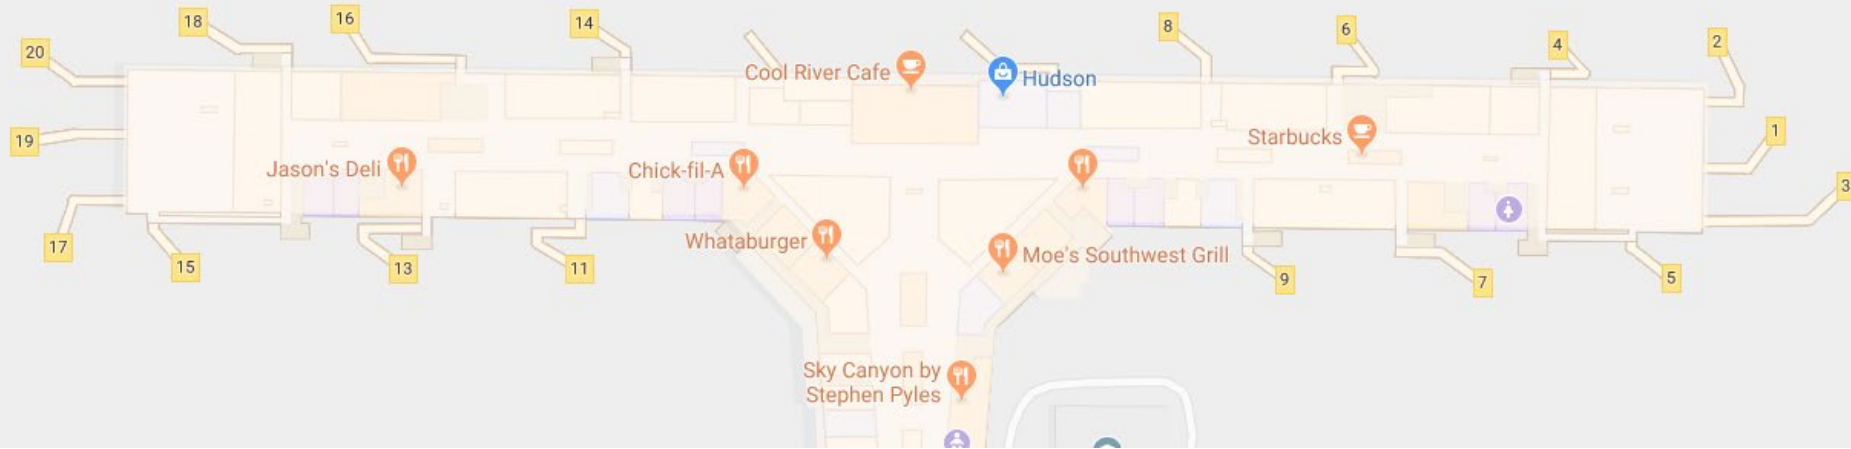 18
16
14
8
6
4
2
20
Cool River Cafe
Hudson
19
Jason's Deli
Chick-fil-A
Starbucks
1
3
17
15
13
11
Whataburger
Moe's Southwest Grill
9
7
5
Sky Canyon by
Stephen Pyles